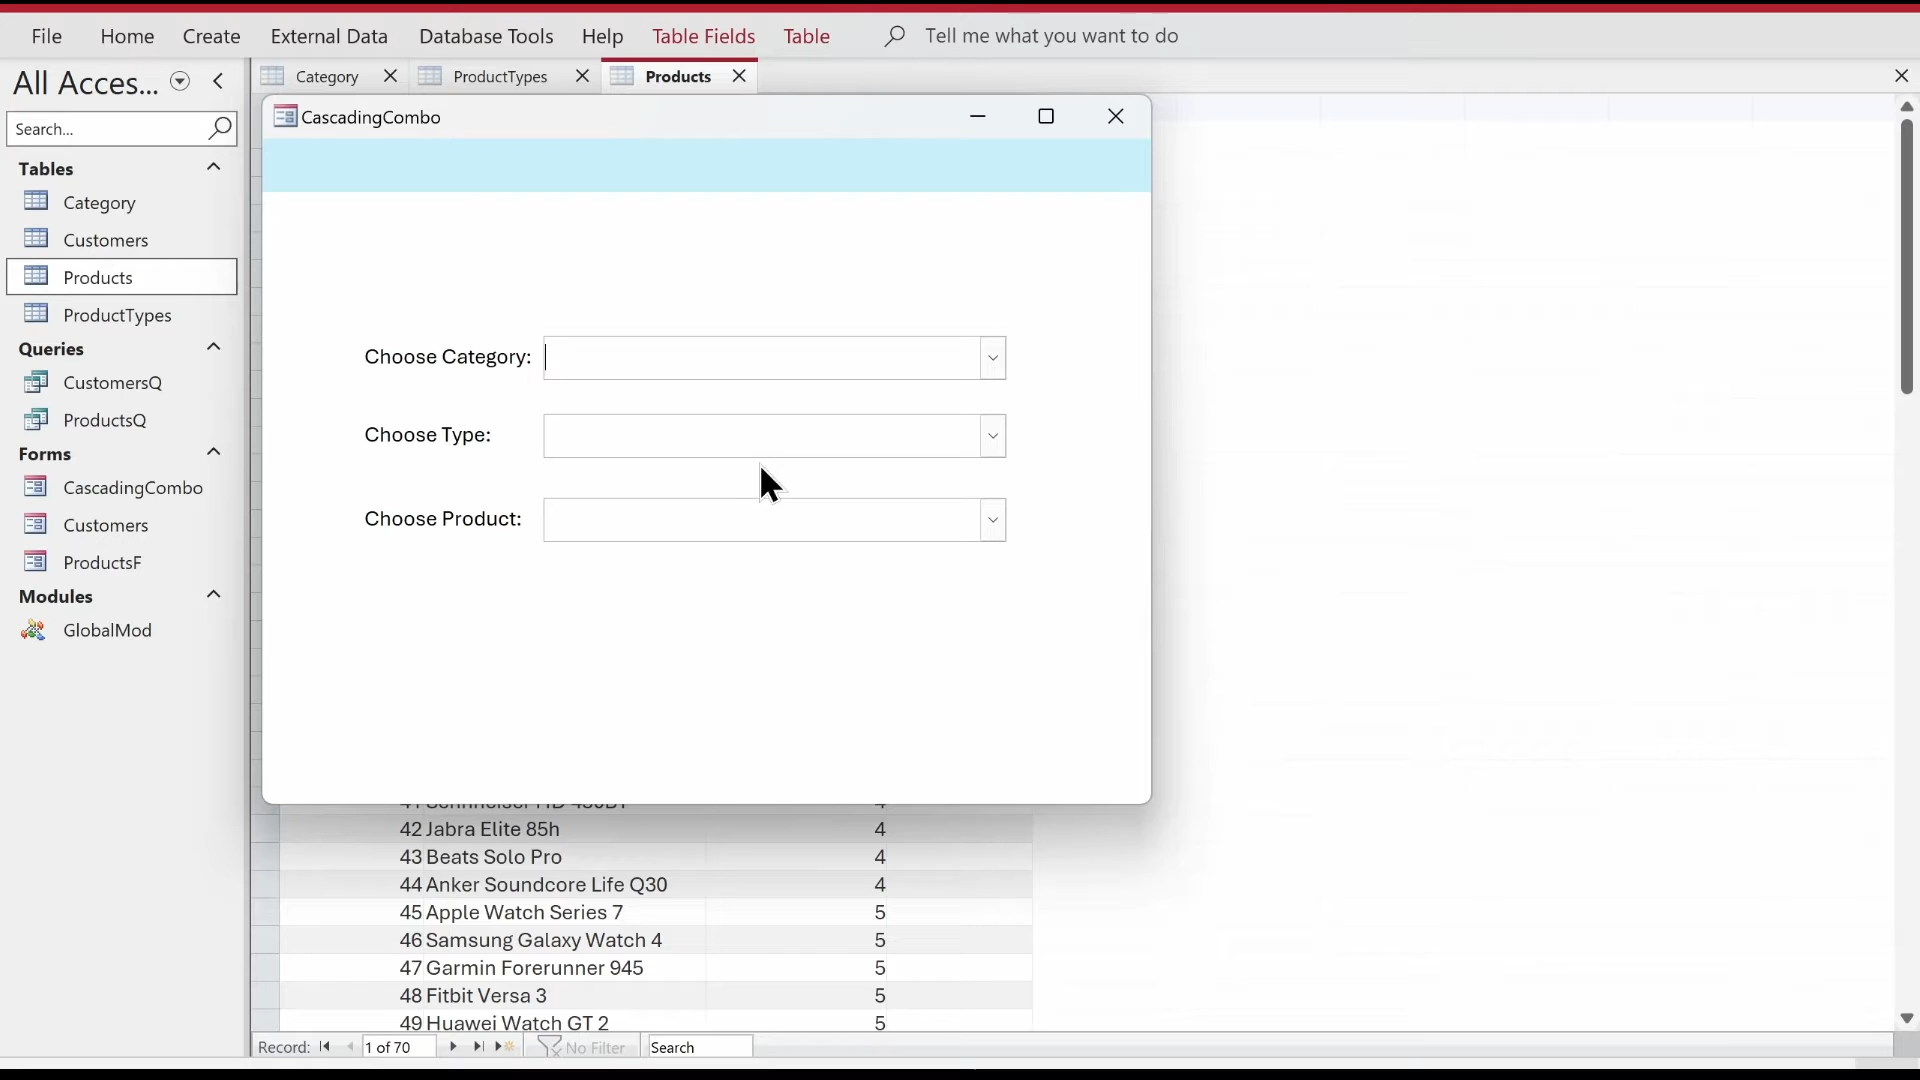 File Home Create External Data Database Tools Help Table Fields Table Tell me what you want to do
All Acces...
Category ProductTypes Products
CascadingCombo
Search...
Tables
Category
Customers
Products
ProductTypes
Queries
CustomersQ
ProductsQ
Forms
CascadingCombo
Customers
ProductsF
Modules
GlobalMod
Choose Category:
Choose Type:
Choose Product:
42 Jabra Elite 85h 4
43 Beats Solo Pro 4
44 Anker Soundcore Life Q30 4
45 Apple Watch Series 7 5
46 Samsung Galaxy Watch 4 5
47 Garmin Forerunner 945 5
48 Fitbit Versa 3 5
49 Huawei Watch GT 2 5
Record: 1 of 70 No Filter Search